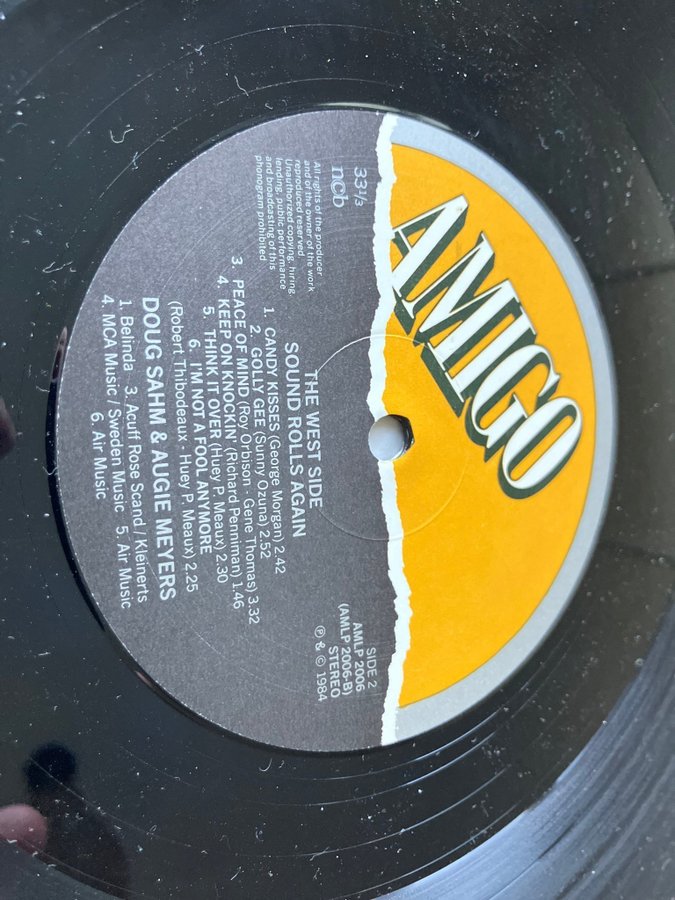 AMIGO
33⅓
ncb
All rights of the producer
and of the owner of the work
reproduced reserved.
Unauthorized copying, hiring
lending, public performance
and broadcasting of this
phonogram prohibited
SIDE 2
AMLP 2006
(AMLP 2006-B)
STEREO
℗ & © 1984
THE WEST SIDE
SOUND ROLLS AGAIN
1. CANDY KISSES (George Morgan) 2.42
2. GOLLY GEE (Sunny Ozuna) 2.52
3. PEACE OF MIND (Roy Orbison - Gene Thomas) 3.32
4. KEEP ON KNOCKIN' (Richard Penniman) 1.46
5. THINK IT OVER (Huey P. Meaux) 2.30
6. I'M NOT A FOOL ANYMORE
(Robert Thibodeaux - Huey P. Meaux) 2.25
DOUG SAHM & AUGIE MEYERS
1. Belinda 3. Acuff Rose Scand / Kleinerts
4. MCA Music / Sweden Music 5. Air Music
6. Air Music